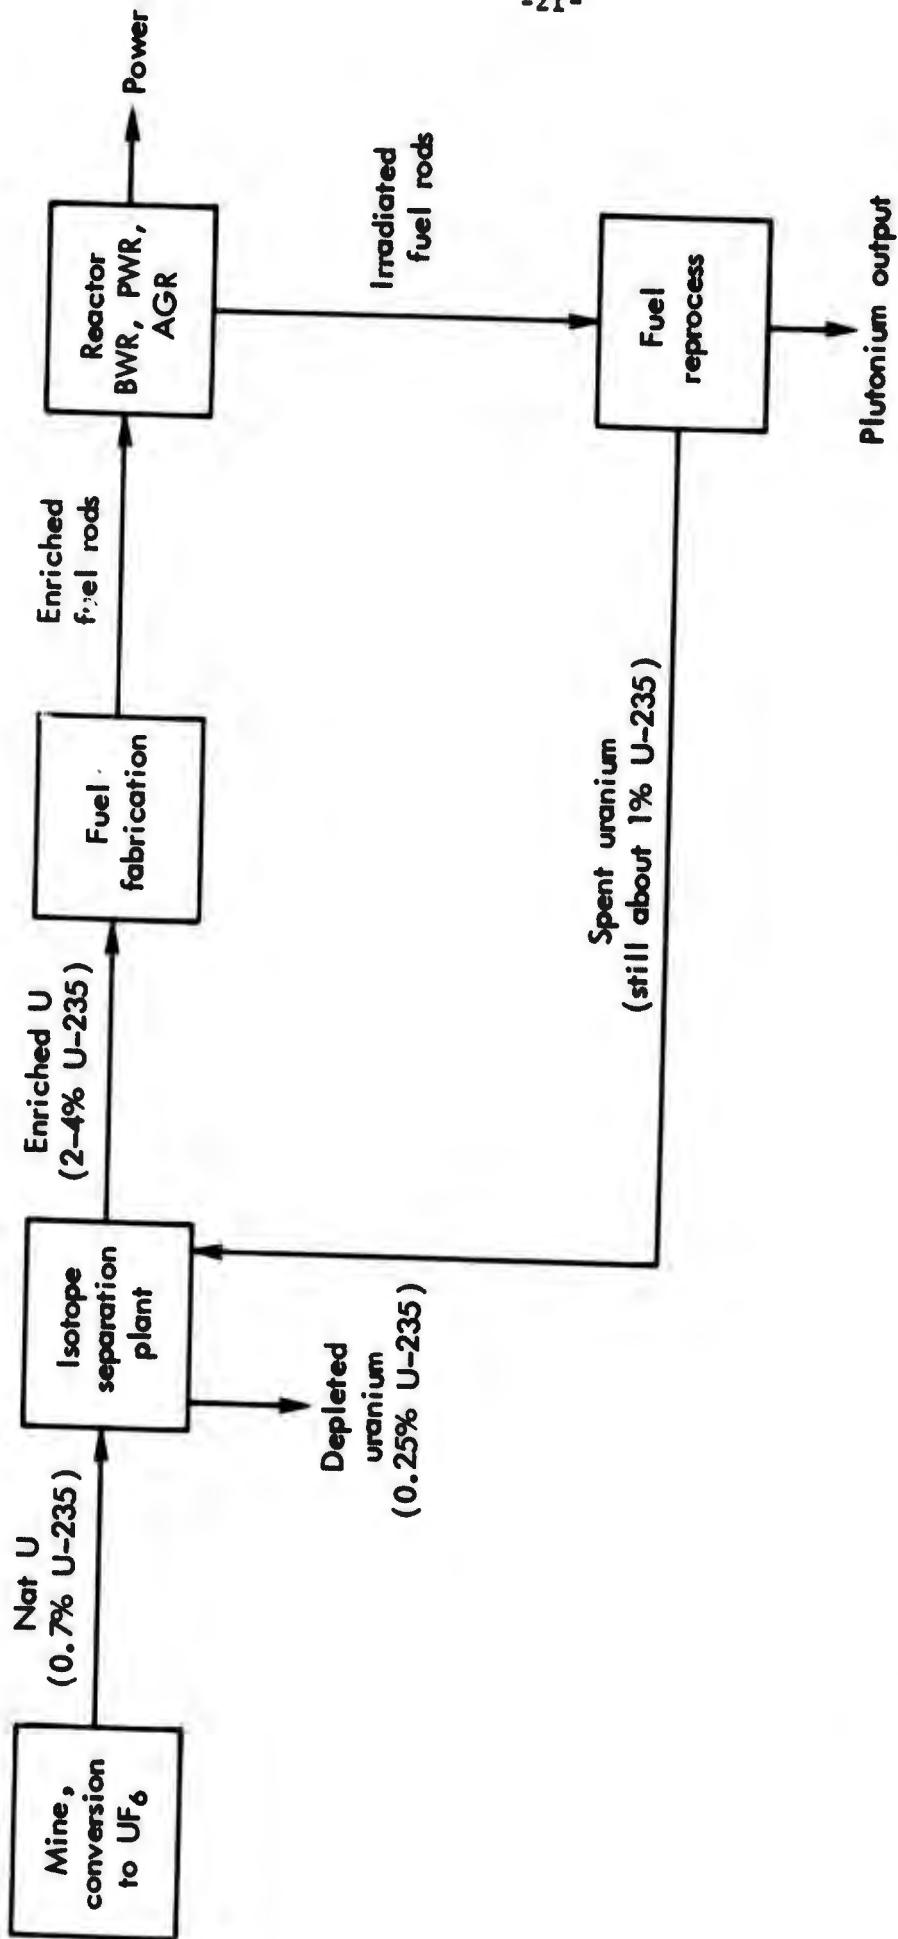 -21-
Mine,
conversion
to UF6
Nat U
(0.7% U-235)
Isotope
separation
plant
Depleted
uranium
(0.25% U-235)
Enriched U
(2-4% U-235)
Fuel
fabrication
Enriched
fuel rods
Reactor
BWR, PWR,
AGR
Power
Irradiated
fuel rods
Fuel
reprocess
Plutonium output
Spent uranium
(still about 1% U-235)